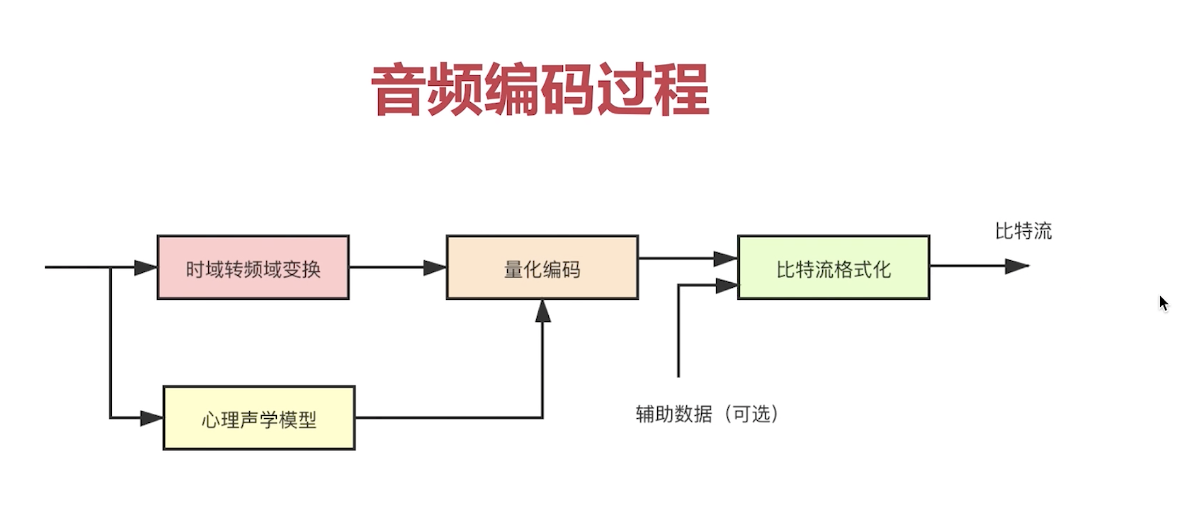 音频编码过程
比特流
时域转频域变换
量化编码
比特流格式化
心理声学模型
辅助数据（可选）